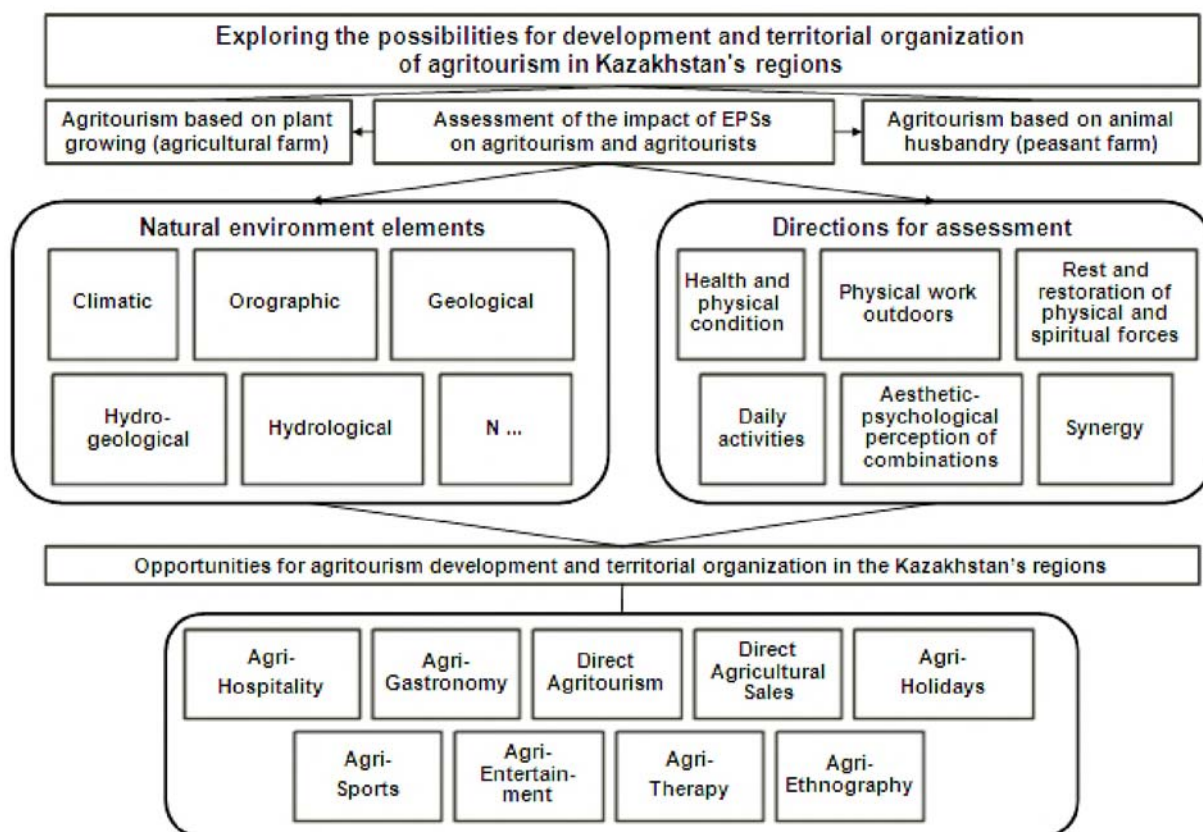 Exploring the possibilities for development and territorial organization
of agritourism in Kazakhstan's regions
Agritourism based on plant
growing (agricultural farm)
Assessment of the impact of EPSs
on agritourism and agritourists
Agritourism based on animal
husbandry (peasant farm)
Natural environment elements
Climatic
Orographic
Geological
Hydro-
geological
Hydrological
N ...
Directions for assessment
Health and
physical
condition
Physical work
outdoors
Rest and
restoration of
physical and
spiritual forces
Daily
activities
Aesthetic-
psychological
perception of
combinations
Synergy
Opportunities for agritourism development and territorial organization in the Kazakhstan's regions
Agri-
Hospitality
Agri-
Gastronomy
Direct
Agritourism
Direct
Agricultural
Sales
Agri-
Holidays
Agri-
Sports
Agri-
Entertain-
ment
Agri-
Therapy
Agri-
Ethnography